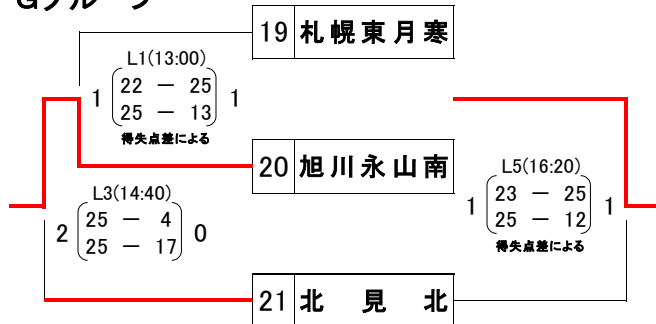 Gグループ
19 札幌東月寒
L1(13:00)
1 22 － 25 1
25 － 13
得失点差による
20 旭川永山南
L5(16:20)
1 23 － 25 1
25 － 12
得失点差による
L3(14:40)
2 25 － 4 0
25 － 17
21 北見北